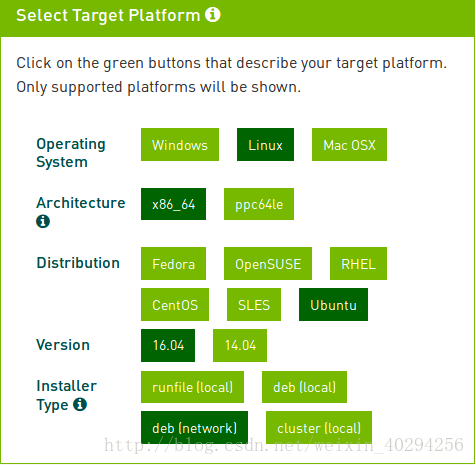 Select Target Platform
Click on the green buttons that describe your target platform.
Only supported platforms will be shown.
Operating System Windows Linux Mac OSX
Architecture x86_64 ppc64le
Distribution Fedora OpenSUSE RHEL
CentOS SLES Ubuntu
Version 16.04 14.04
Installer Type runfile (local) deb (local)
deb (network) cluster (local)
http://blog.csdn.net/weixin_40294256